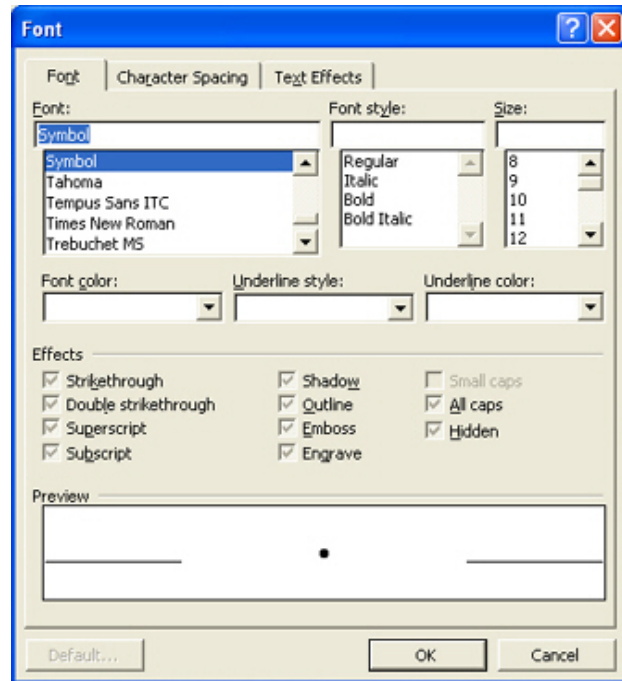 Font
Font Character Spacing Text Effects
Font: Font style: Size:
Symbol
Symbol Regular 8
Tahoma Italic 9
Tempus Sans ITC Bold 10
Times New Roman Bold Italic 11
Trebuchet MS 12
Font color: Underline style: Underline color:
Effects
Strikethrough Shadow Small caps
Double strikethrough Outline All caps
Superscript Emboss Hidden
Subscript Engrave
Preview
Default... OK Cancel